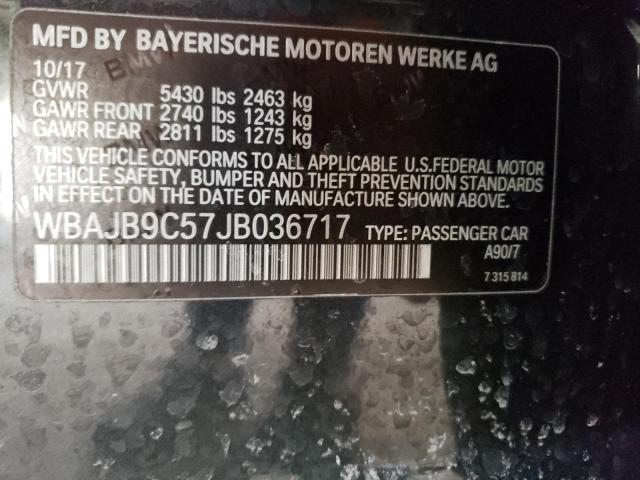 MFD BY BAYERISCHE MOTOREN WERKE AG
10/17
GVWR 5430 lbs 2463 kg
GAWR FRONT 2740 lbs 1243 kg
GAWR REAR 2811 lbs 1275 kg
THIS VEHICLE CONFORMS TO ALL APPLICABLE U.S.FEDERAL MOTOR
VEHICLE SAFETY, BUMPER AND THEFT PREVENTION STANDARDS
IN EFFECT ON THE DATE OF MANUFACTURE SHOWN ABOVE.
WBAJB9C57JB036717 TYPE: PASSENGER CAR
A90/7
7 315 814